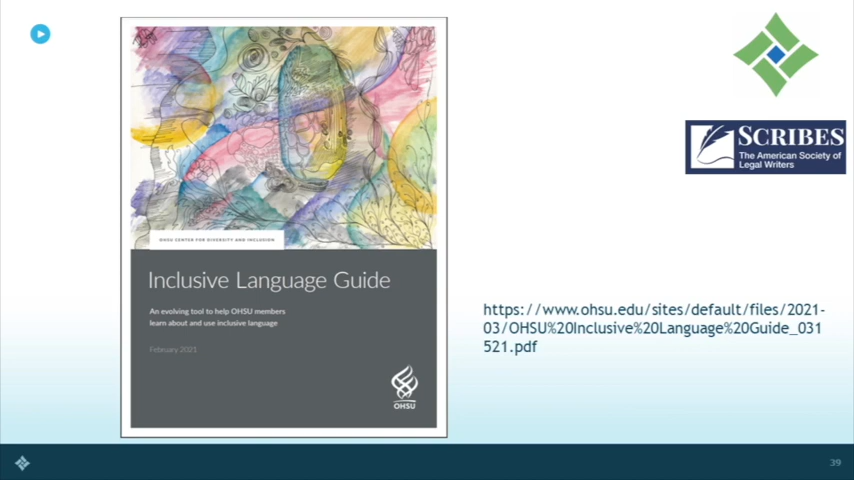 OHSU CENTER FOR DIVERSITY AND INCLUSION
Inclusive Language Guide
An evolving tool to help OHSU members
learn about and use inclusive language
February 2021
OHSU
SCRIBES
The American Society of
Legal Writers
https://www.ohsu.edu/sites/default/files/2021-
03/OHSU%20Inclusive%20Language%20Guide_031
521.pdf
39